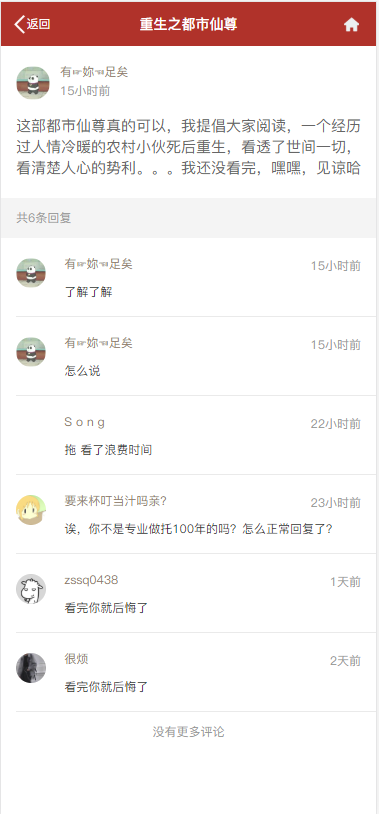 返回
重生之都市仙尊
有☞妳☜足矣
15小时前
这部都市仙尊真的可以，我提倡大家阅读，一个经历
过人情冷暖的农村小伙死后重生，看透了世间一切，
看清楚人心的势利。。。我还没看完，嘿嘿，见谅哈
共6条回复
有☞妳☜足矣
15小时前
了解了解
有☞妳☜足矣
15小时前
怎么说
Ｓｏｎｇ
22小时前
拖 看了浪费时间
要来杯叮当汁吗亲?
23小时前
诶，你不是专业做托100年的吗？怎么正常回复了？
zssq0438
1天前
看完你就后悔了
很烦
2天前
看完你就后悔了
没有更多评论